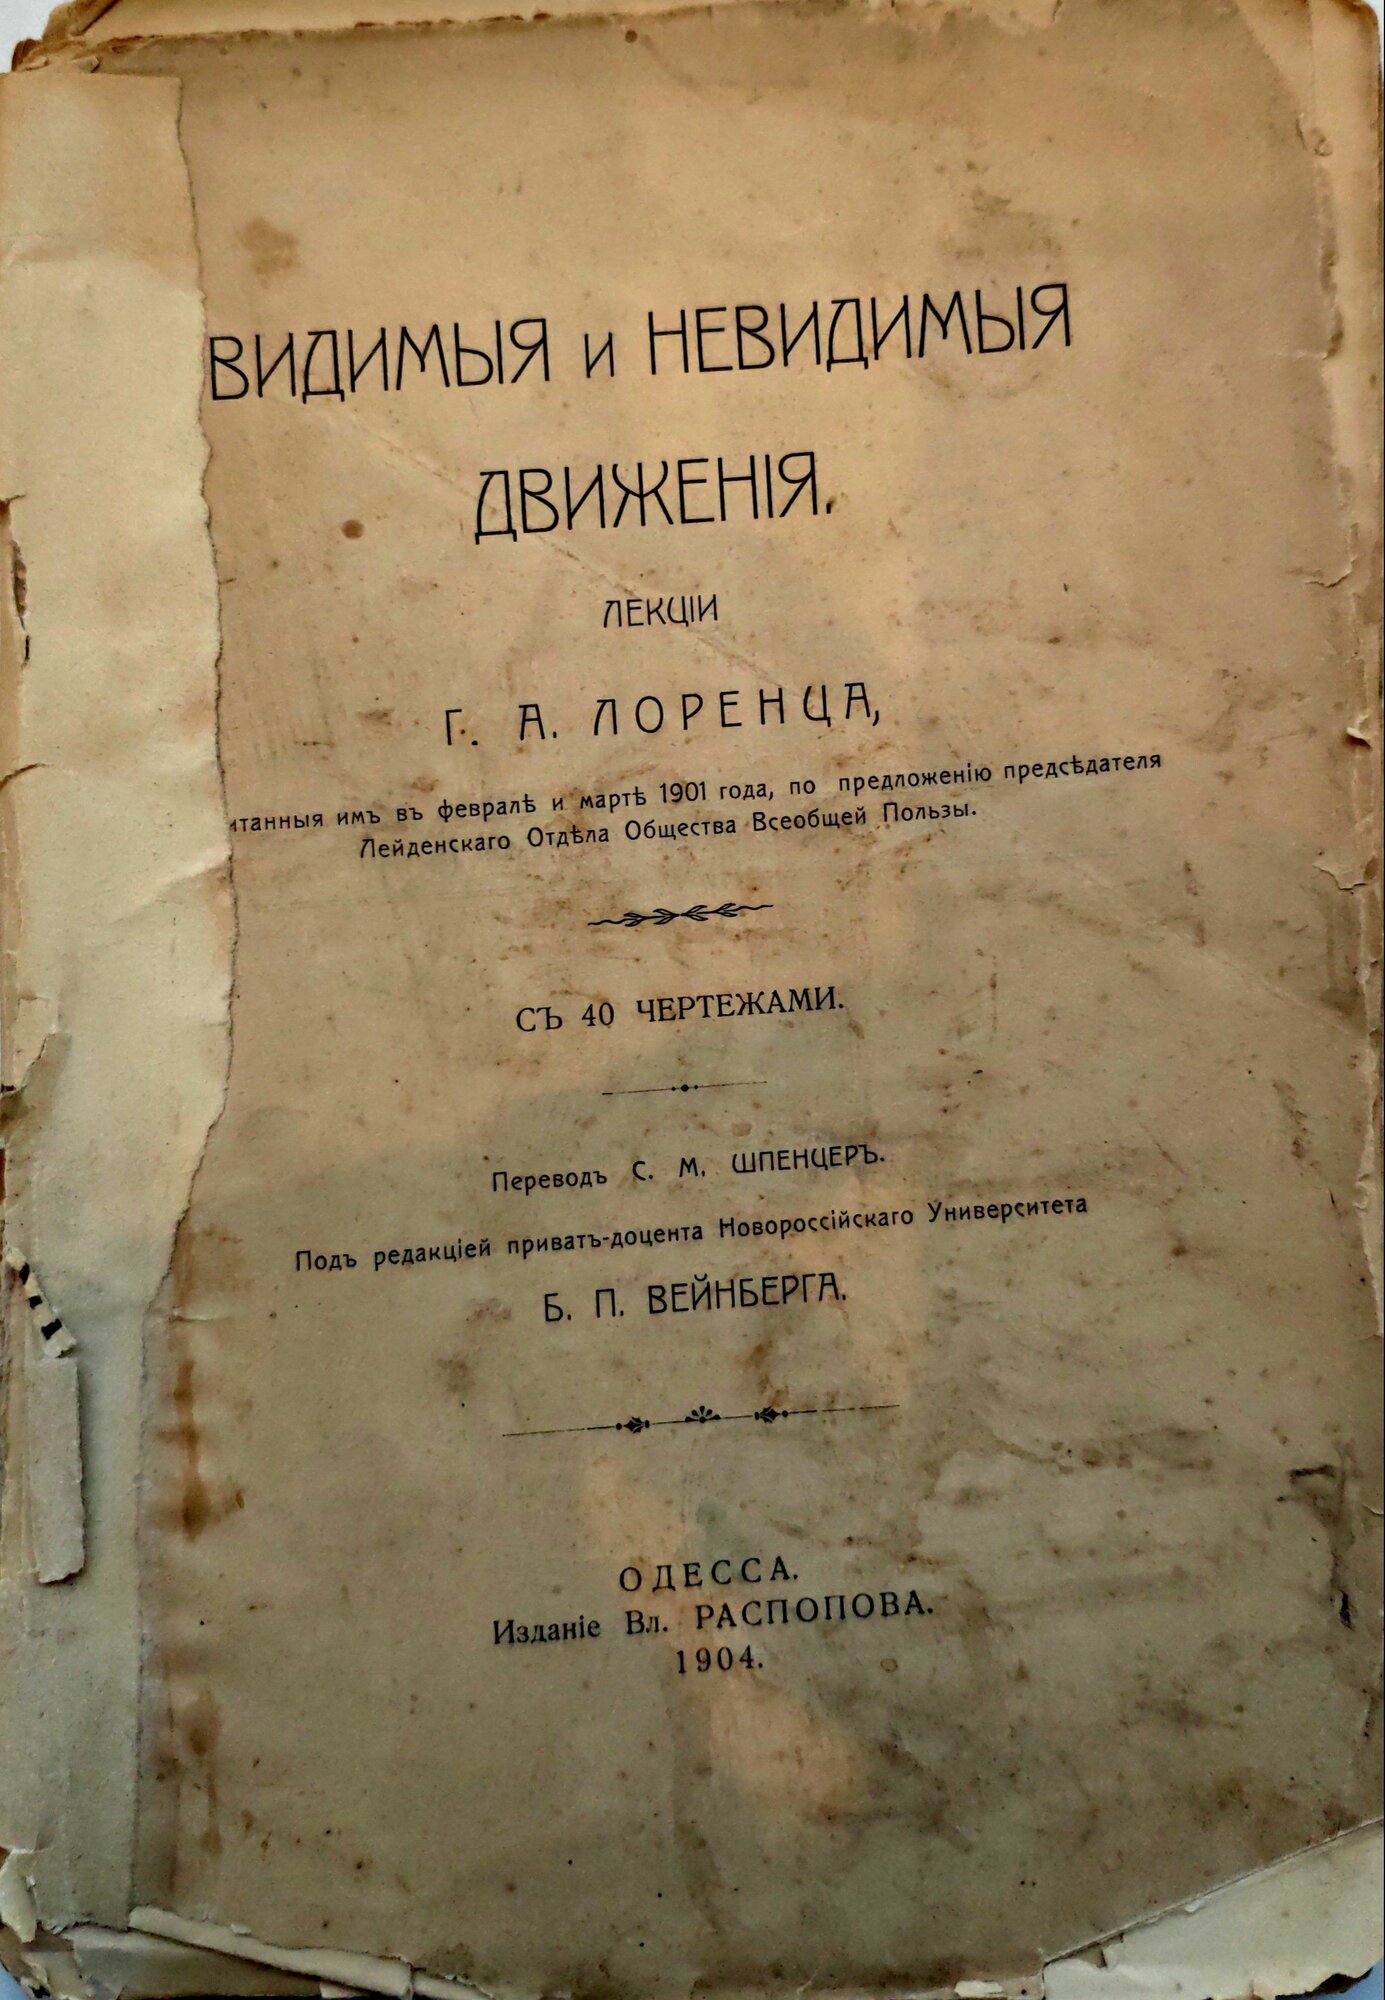 ВИДИМЫЯ и НЕВИДИМЫЯ
ДВИЖЕНІЯ.
ЛЕКЦІИ
Г. А. ЛОРЕНЦА,
итанныя имъ въ февралѣ и мартѣ 1901 года, по предложенію предсѣдателя
Лейденскаго Отдѣла Общества Всеобщей Пользы.
СЪ 40 ЧЕРТЕЖАМИ.
Переводъ С. М. ШПЕНЦЕРЪ.
Подъ редакціей приватъ-доцента Новороссійскаго Университета
Б. П. ВЕЙНБЕРГА.
ОДЕССА.
Изданіе Вл. РАСПОПОВА.
1904.